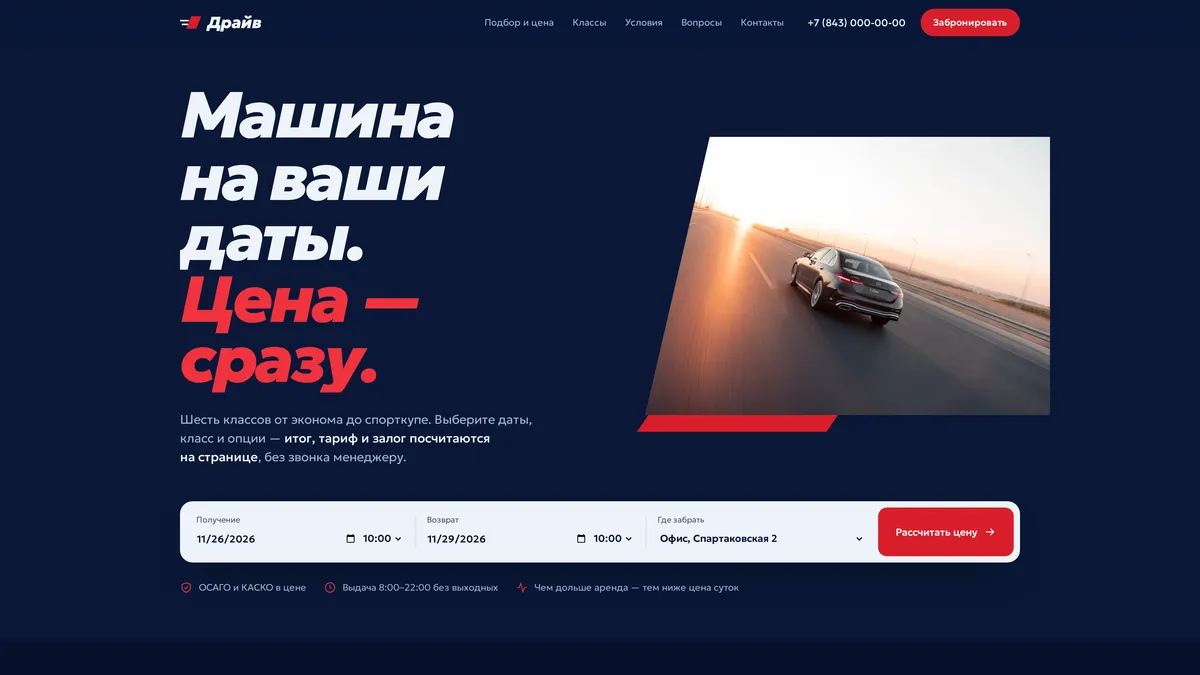 Драйв
Подбор и цена
Классы
Условия
Вопросы
Контакты
+7 (843) 000-00-00
Забронировать
Машина
на ваши
даты.
Цена —
сразу.
Шесть классов от эконома до спорткупе. Выберите даты,
класс и опции — итог, тариф и залог посчитаются
на странице, без звонка менеджеру.
Получение
11/26/2026
10:00
Возврат
11/29/2026
10:00
Где забрать
Офис, Спартаковская 2
Рассчитать цену →
ОСАГО и КАСКО в цене
Выдача 8:00–22:00 без выходных
Чем дольше аренда — тем ниже цена суток